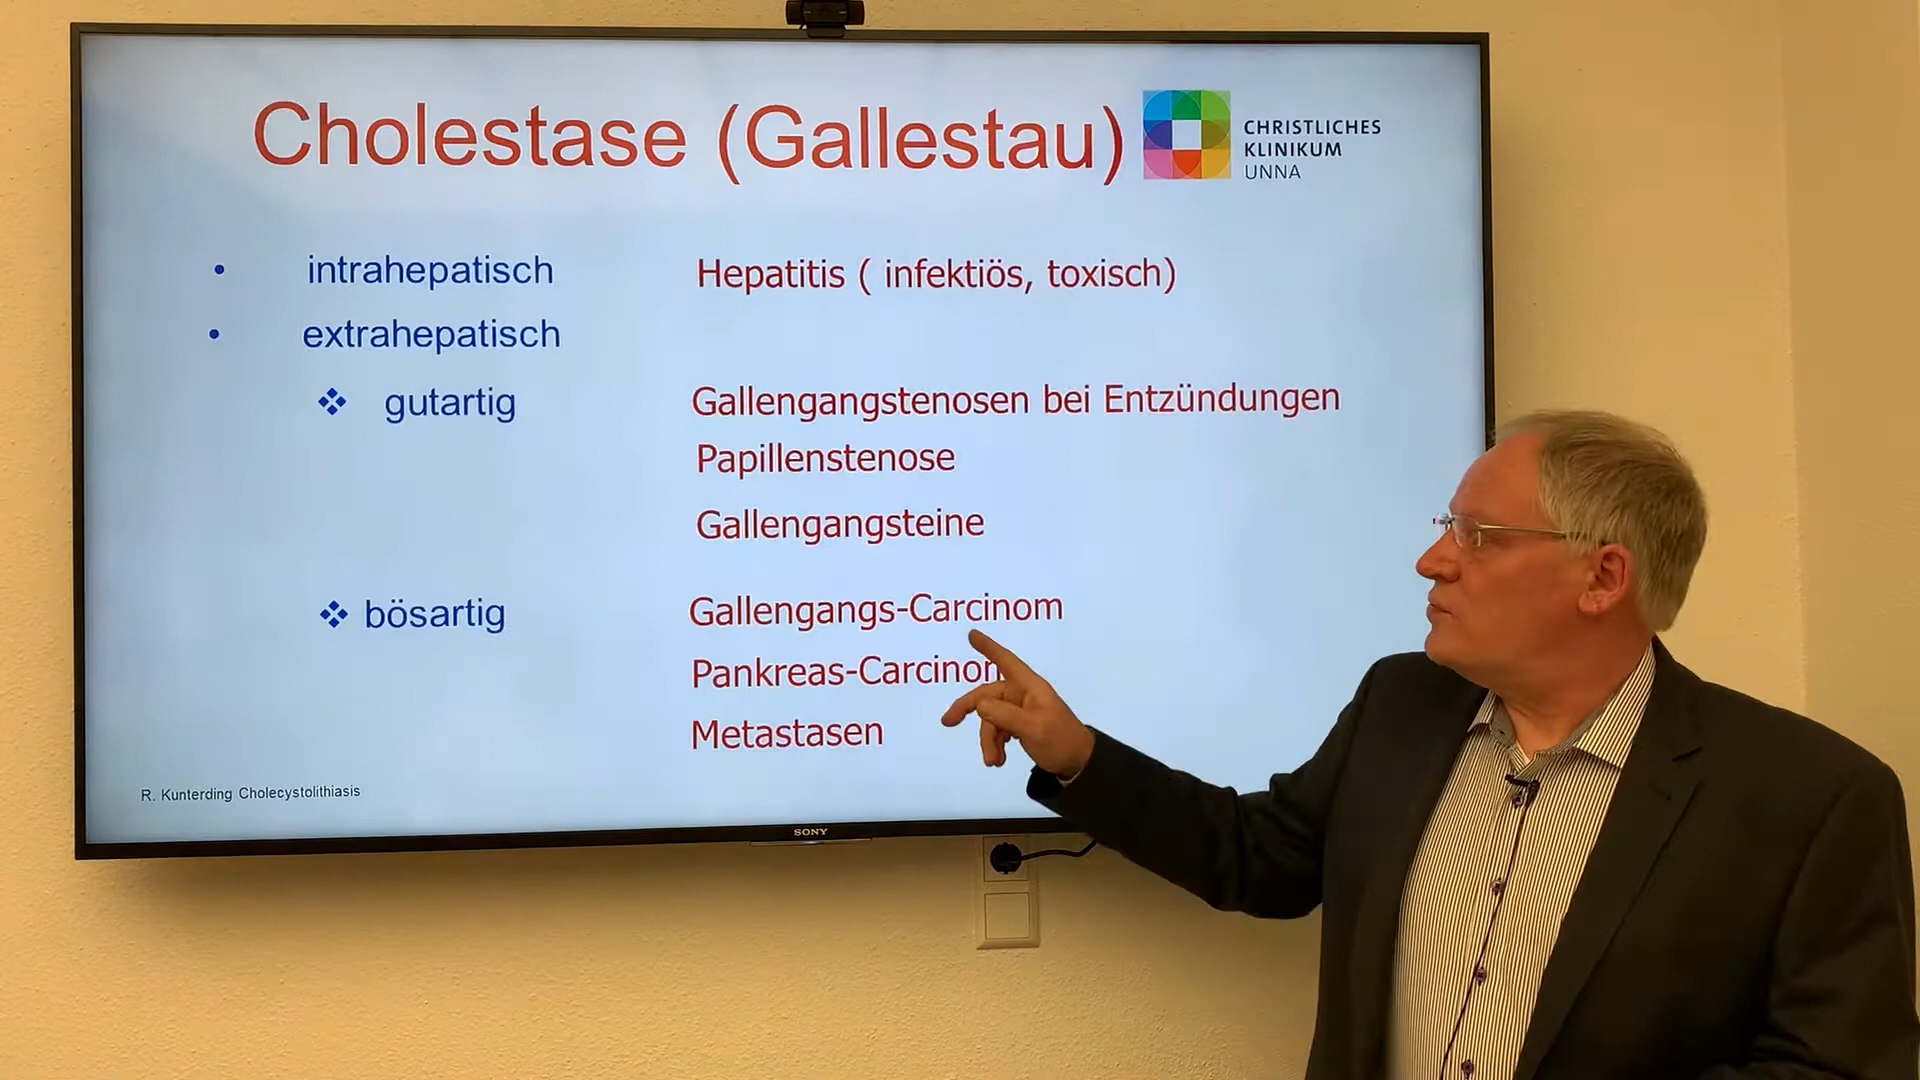 Cholestase (Gallestau)
CHRISTLICHES
KLINIKUM
UNNA
• intrahepatisch Hepatitis ( infektiös, toxisch)
• extrahepatisch
❖ gutartig Gallengangstenosen bei Entzündungen
Papillenstenose
Gallengangsteine
❖ bösartig Gallengangs-Carcinom
Pankreas-Carcinom
Metastasen
R. Kunterding Cholecystolithiasis
SONY